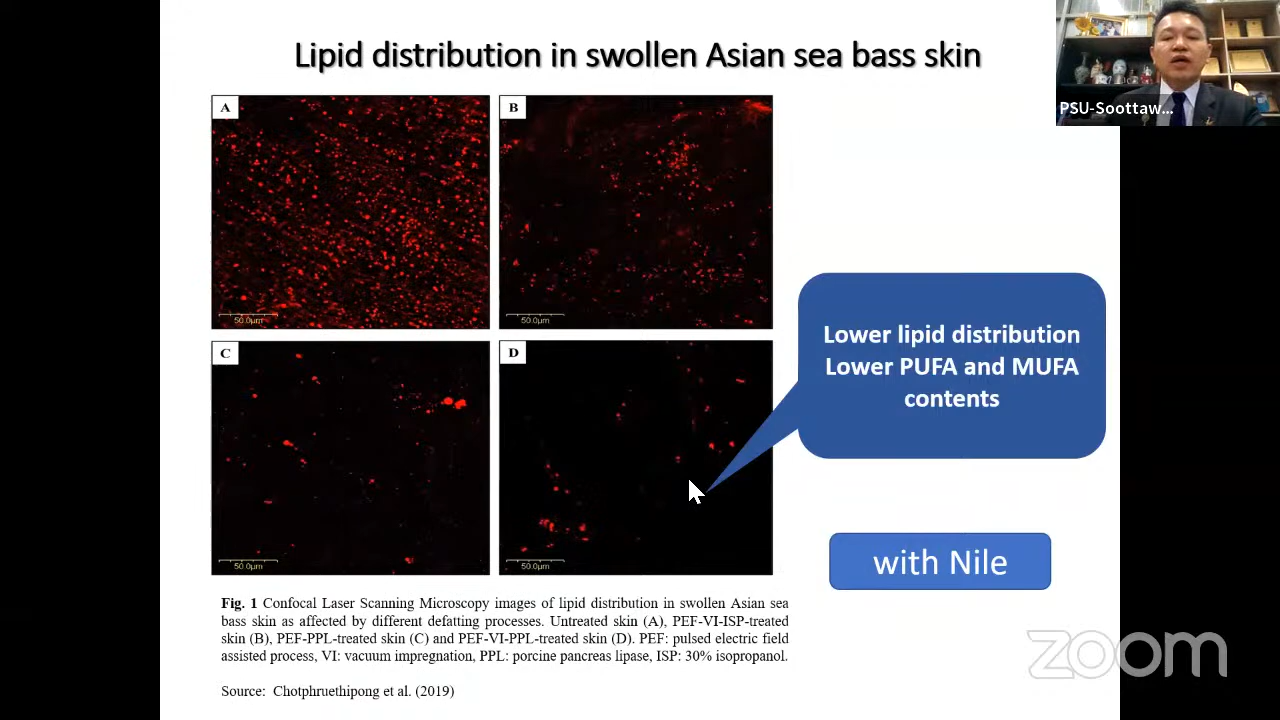 Lipid distribution in swollen Asian sea bass skin
PSU-Soottaw...
A
B
50.0µm
50.0µm
C
D
50.0µm
50.0µm
Lower lipid distribution
Lower PUFA and MUFA
contents
with Nile
Fig. 1 Confocal Laser Scanning Microscopy images of lipid distribution in swollen Asian sea
bass skin as affected by different defatting processes. Untreated skin (A), PEF-VI-ISP-treated
skin (B), PEF-PPL-treated skin (C) and PEF-VI-PPL-treated skin (D). PEF: pulsed electric field
assisted process, VI: vacuum impregnation, PPL: porcine pancreas lipase, ISP: 30% isopropanol.
Source: Chotphruethipong et al. (2019)
zoom